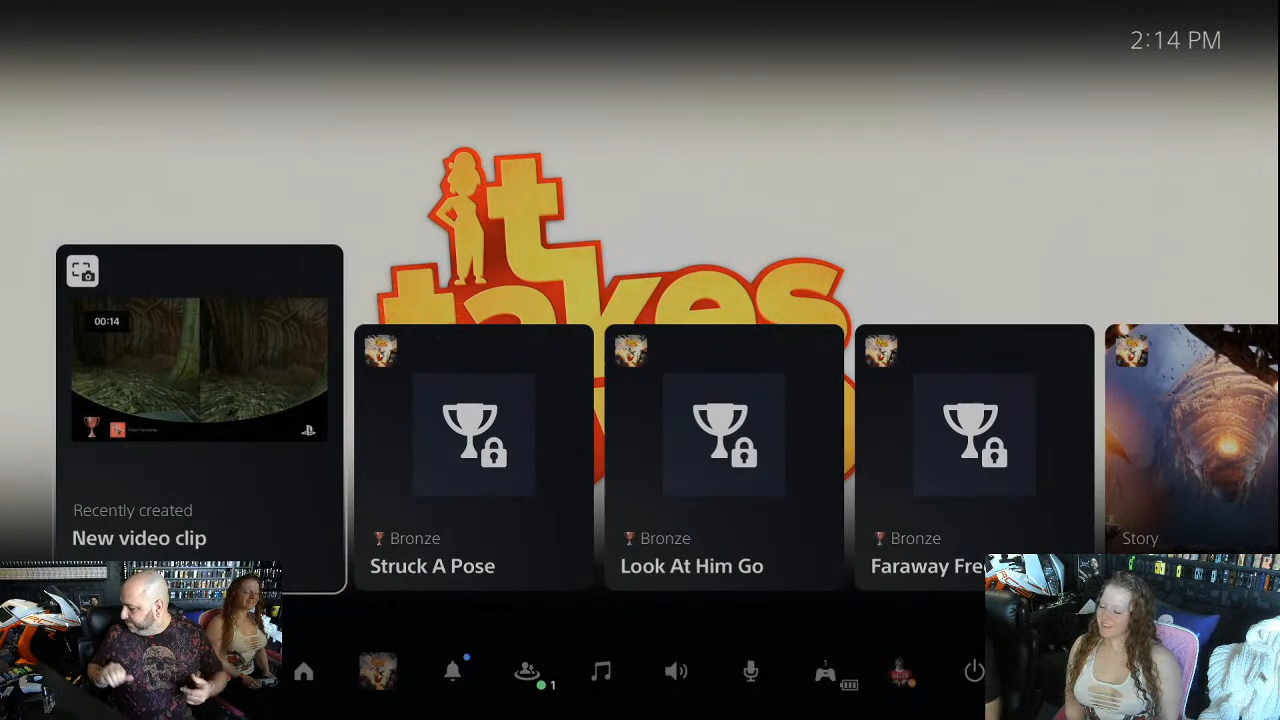 2:14 PM
it
takes
00:14
Recently created
New video clip
Bronze
Struck A Pose
Bronze
Look At Him Go
Bronze
Faraway Fre
Story
1
1